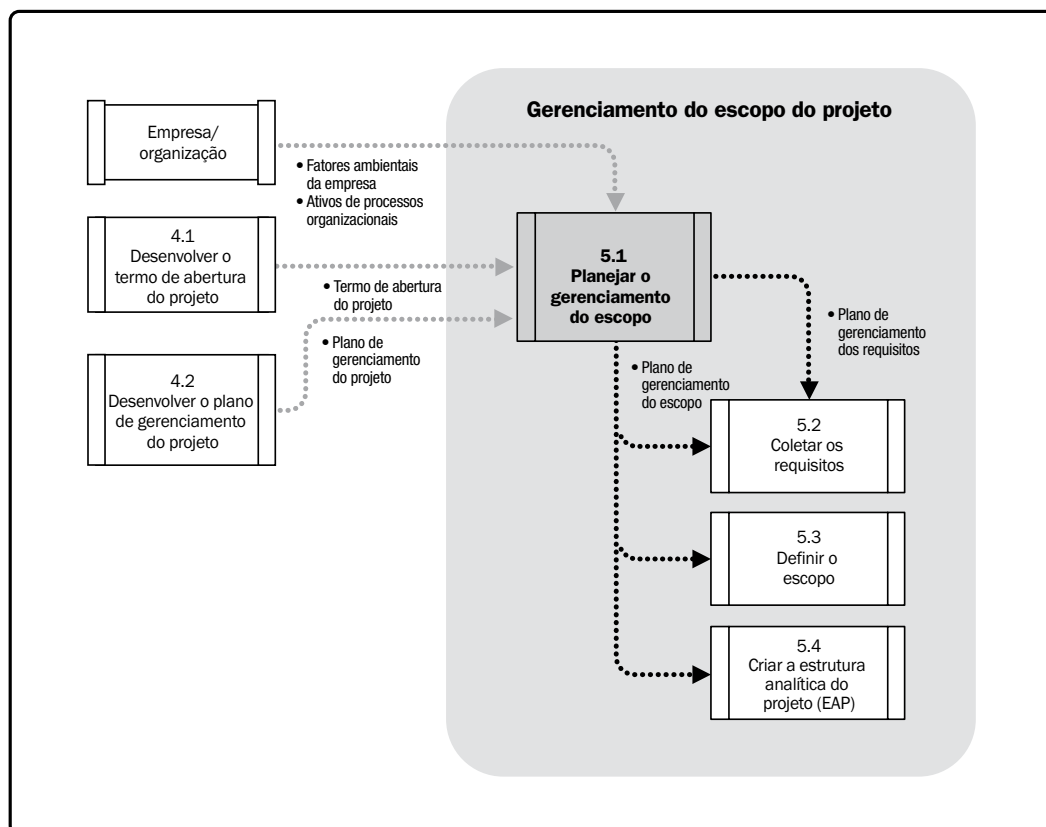 Gerenciamento do escopo do projeto
Empresa/
organização
• Fatores ambientais
da empresa
• Ativos de processos
organizacionais
4.1
Desenvolver o
termo de abertura
do projeto
• Termo de abertura
do projeto
5.1
Planejar o
gerenciamento
do escopo
• Plano de
gerenciamento
dos requisitos
• Plano de
gerenciamento
do projeto
4.2
Desenvolver o plano
de gerenciamento
do projeto
• Plano de
gerenciamento
do escopo
5.2
Coletar os
requisitos
5.3
Definir o
escopo
5.4
Criar a estrutura
analítica do
projeto (EAP)